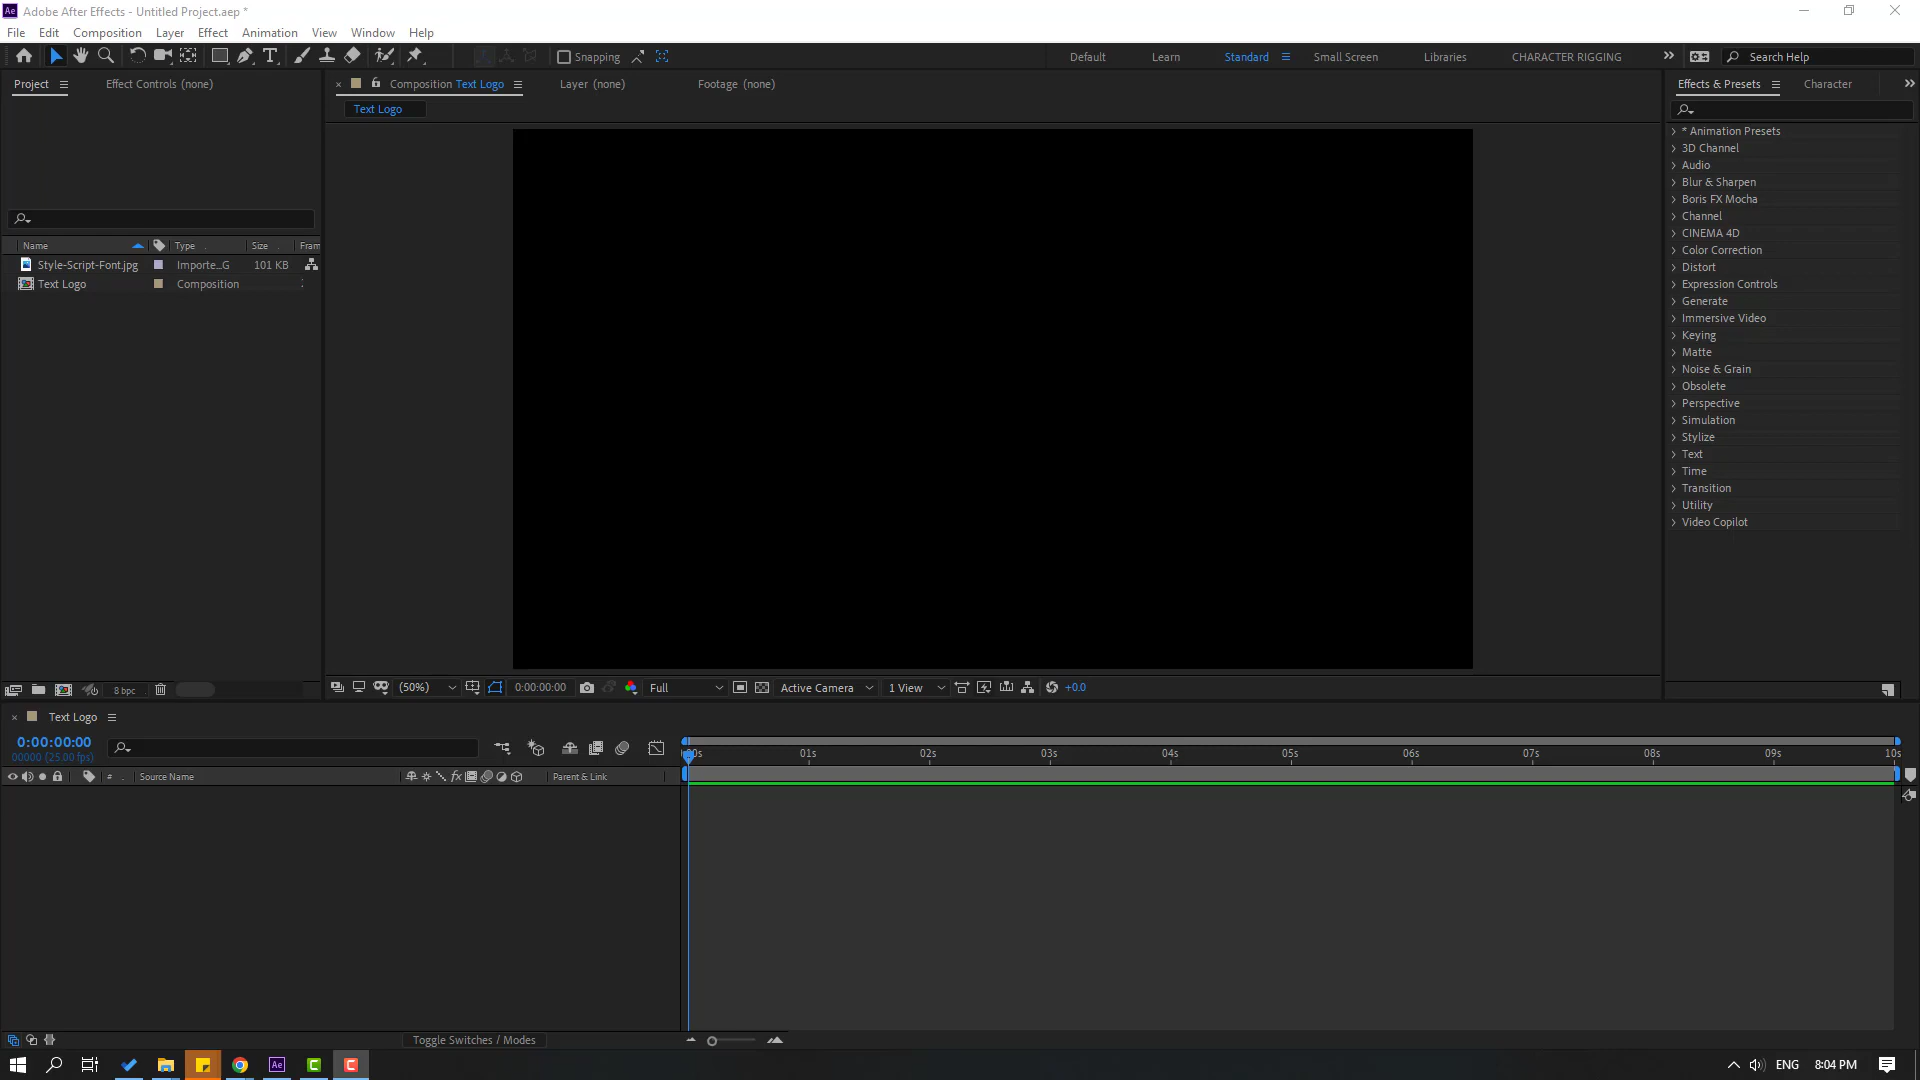 Adobe After Effects - Untitled Project.aep *
File Edit Composition Layer Effect Animation View Window Help
Snapping Default Learn Standard Small Screen Libraries CHARACTER RIGGING Search Help
Project Effect Controls (none) Composition Text Logo Layer (none) Footage (none) Effects & Presets Character
Text Logo
Name Type Size Fram
Style-Script-Font.jpg Importe...G 101 KB
Text Logo Composition
* Animation Presets
3D Channel
Audio
Blur & Sharpen
Boris FX Mocha
Channel
CINEMA 4D
Color Correction
Distort
Expression Controls
Generate
Immersive Video
Keying
Matte
Noise & Grain
Obsolete
Perspective
Simulation
Stylize
Text
Time
Transition
Utility
Video Copilot
8 bpc (50%) 0:00:00:00 Full Active Camera 1 View +0.0
Text Logo
0:00:00:00
00000 (25.00 fps)
00s 01s 02s 03s 04s 05s 06s 07s 08s 09s 10s
# Source Name fx Parent & Link
Toggle Switches / Modes
Ae C C ENG 8:04 PM